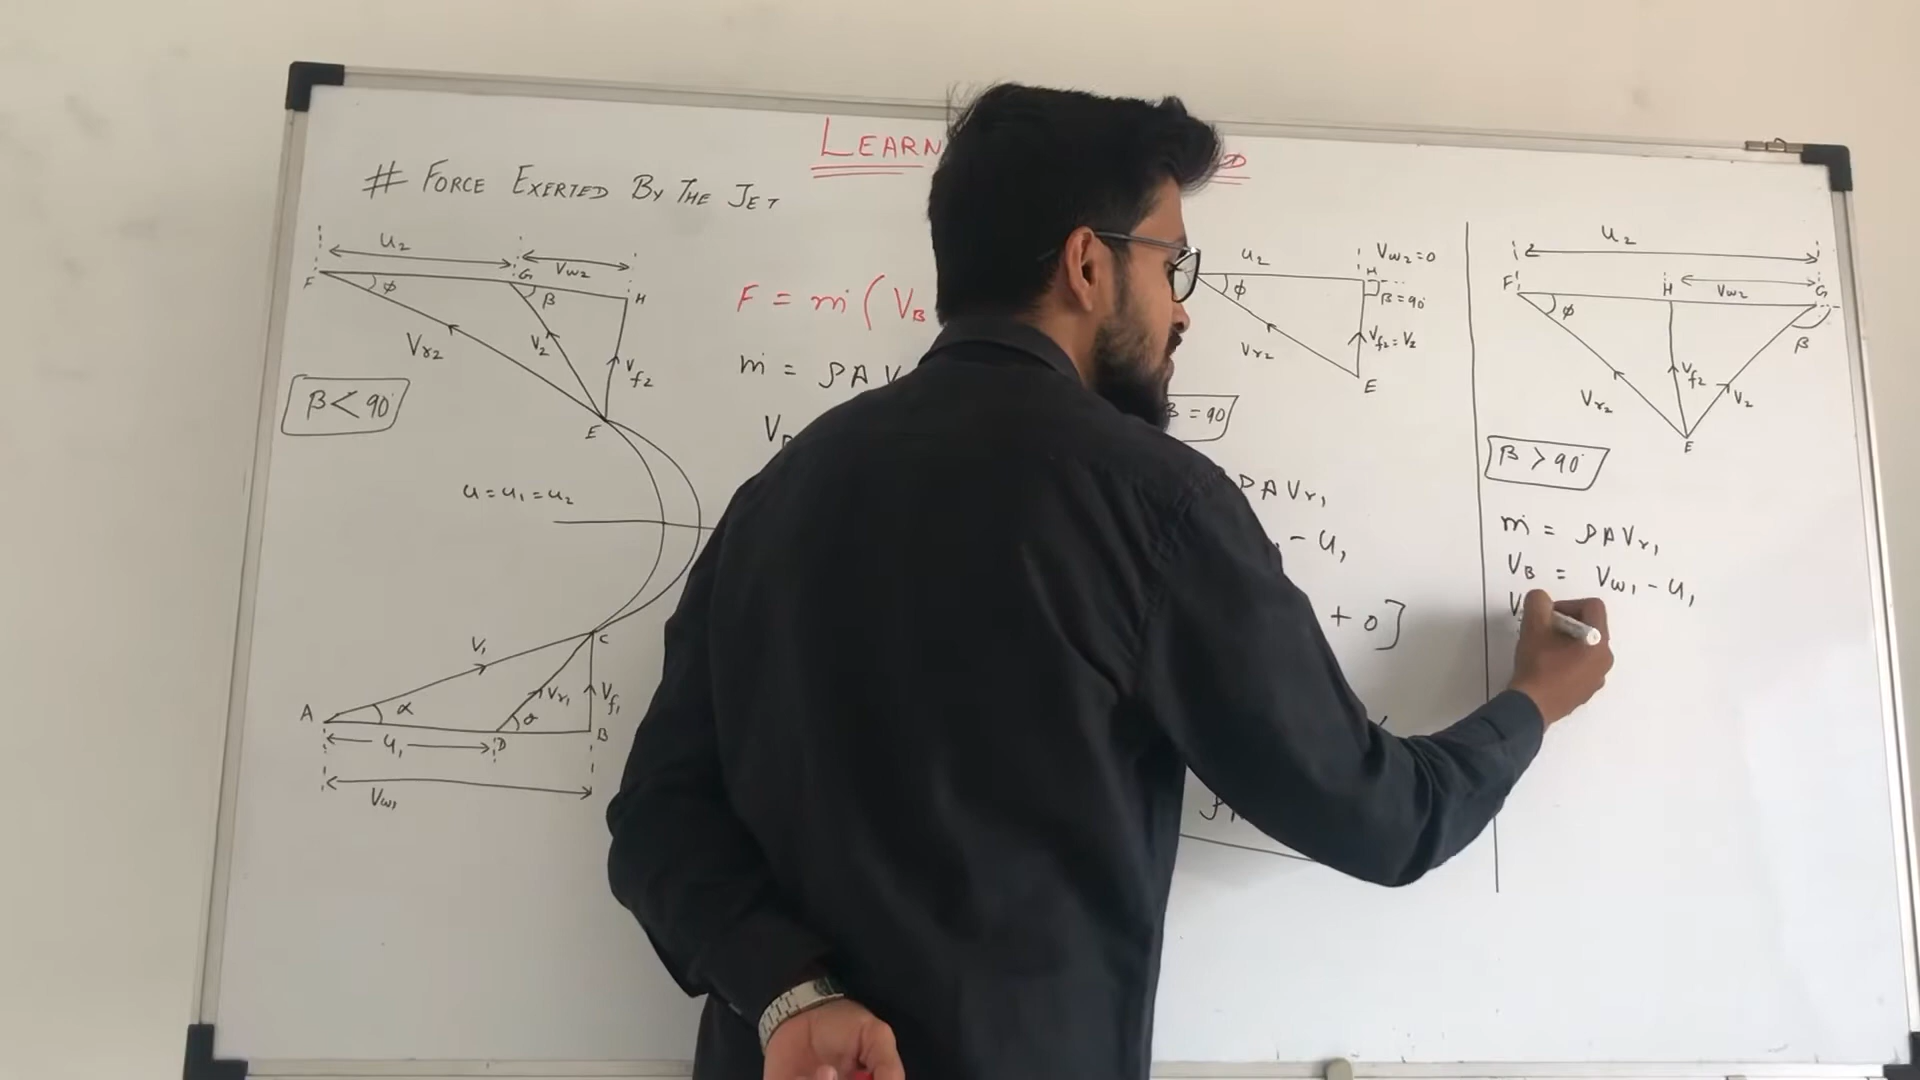 LEARN
# FORCE EXERTED BY THE JET
U₂
Vw₂
F
G
H
φ
β
Vr₂
V₂
Vf₂
β < 90°
E
u = u₁ = u₂
V₁
C
Vr₁
Vf₁
A
α
θ
U₁
D
B
Vw₁
F = ṁ ( VB
ṁ = ρ A V
U₂
Vw₂ = 0
H
φ
β = 90°
Vf₂ = V₂
Vr₂
E
β = 90
ρ A Vr₁
- U₁
+ 0 ]
U₂
F
H
Vw₂
G
φ
β
Vf₂
Vr₂
V₂
E
β > 90°
ṁ = ρ A Vr₁
VB = Vw₁ - U₁
V